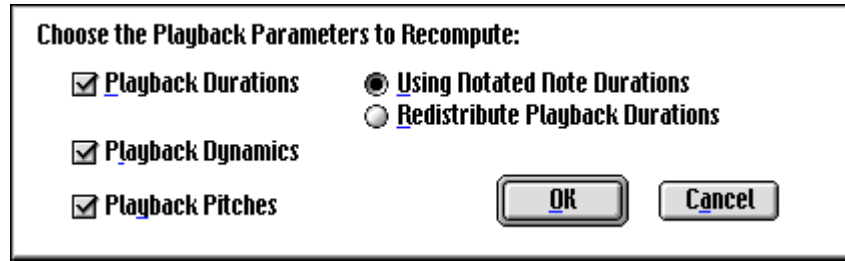 Choose the Playback Parameters to Recompute:
Playback Durations
Using Notated Note Durations
Redistribute Playback Durations
Playback Dynamics
Playback Pitches
OK
Cancel